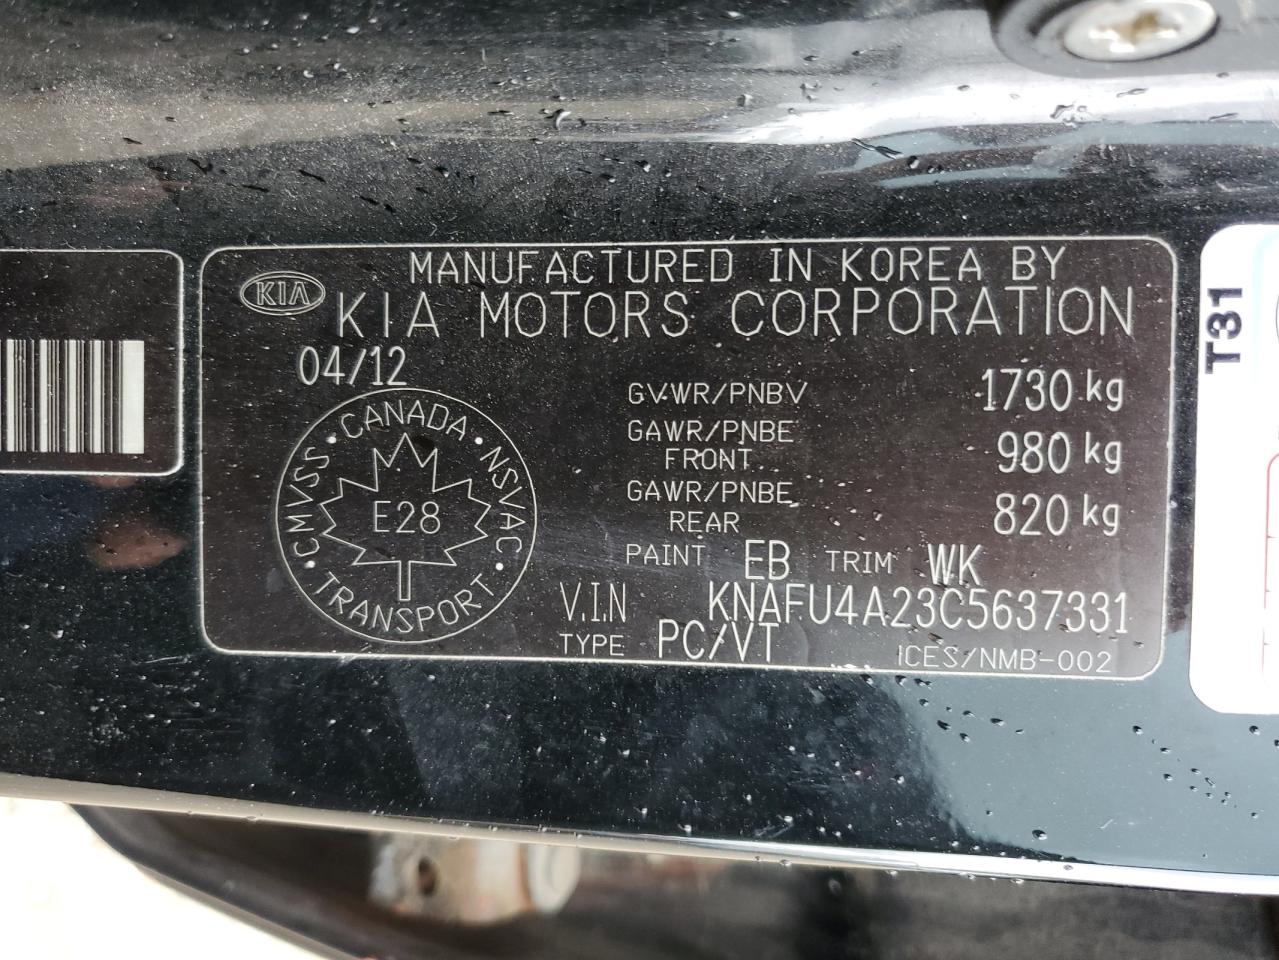 MANUFACTURED IN KOREA BY
KIA
KIA MOTORS CORPORATION
04/12
GVWR/PNBV 1730 kg
GAWR/PNBE FRONT 980 kg
GAWR/PNBE REAR 820 kg
CANADA • NSVAC • TRANSPORT • CMVSS •
E28
PAINT EB TRIM WK
V.I.N KNAFU4A23C5637331
TYPE PC/VT ICES/NMB-002
T31